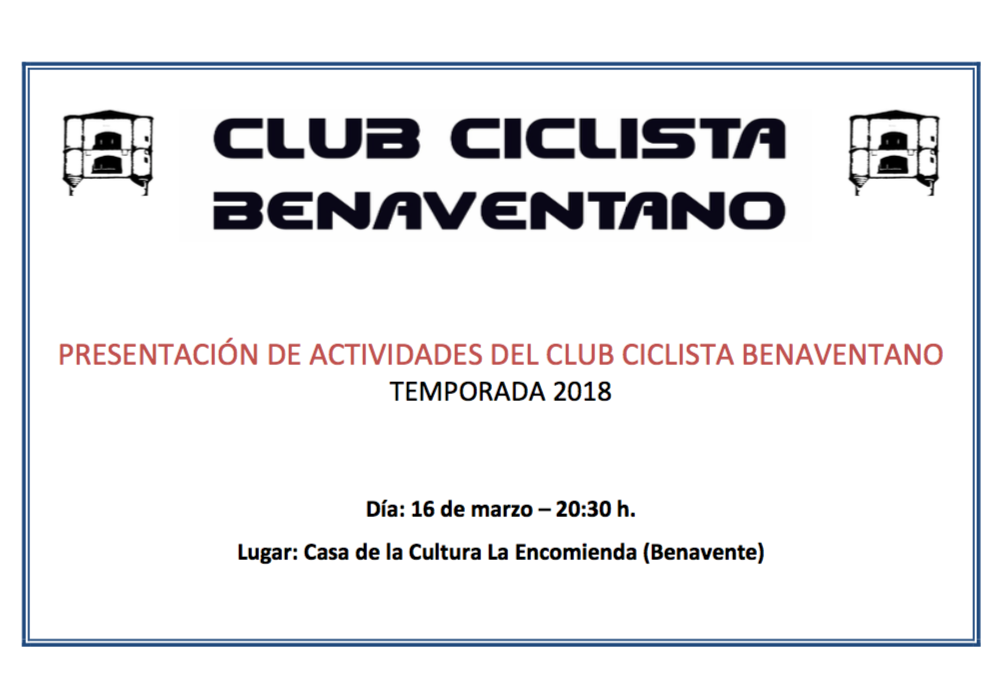 CLUB CICLISTA
BENAVENTANO
PRESENTACIÓN DE ACTIVIDADES DEL CLUB CICLISTA BENAVENTANO
TEMPORADA 2018
Día: 16 de marzo – 20:30 h.
Lugar: Casa de la Cultura La Encomienda (Benavente)